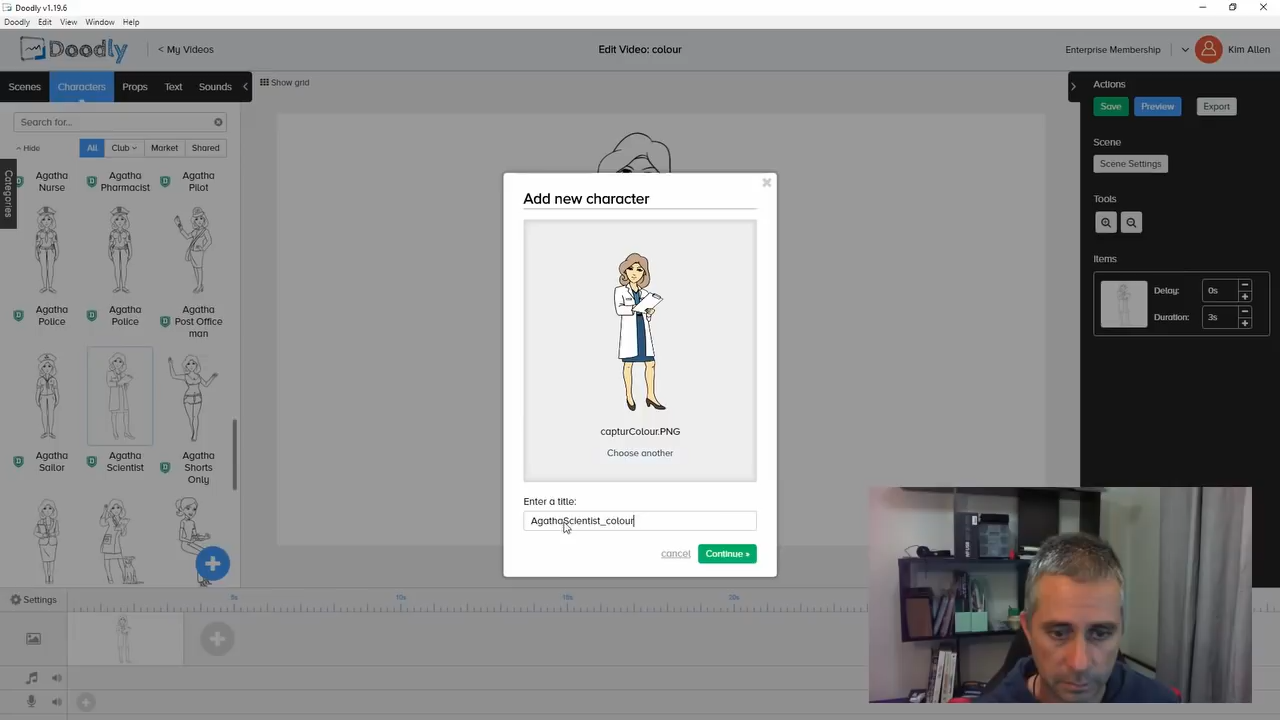 Doodly v1.19.6
Doodly Edit View Window Help
Doodly
< My Videos
Edit Video: colour
Enterprise Membership
Kim Allen
Scenes Characters Props Text Sounds
Show grid
Search for...
Hide
All Club Market Shared
Categories
Agatha Nurse
Agatha Pharmacist
Agatha Pilot
Agatha Police
Agatha Police
Agatha Post Office man
Agatha Sailor
Agatha Scientist
Agatha Shorts Only
Add new character
capturColour.PNG
Choose another
Enter a title:
AgathaScientist_colour
cancel
Continue »
Actions
Save Preview Export
Scene
Scene Settings
Tools
Items
Delay: 0s
Duration: 3s
Settings
5s 10s 15s 20s